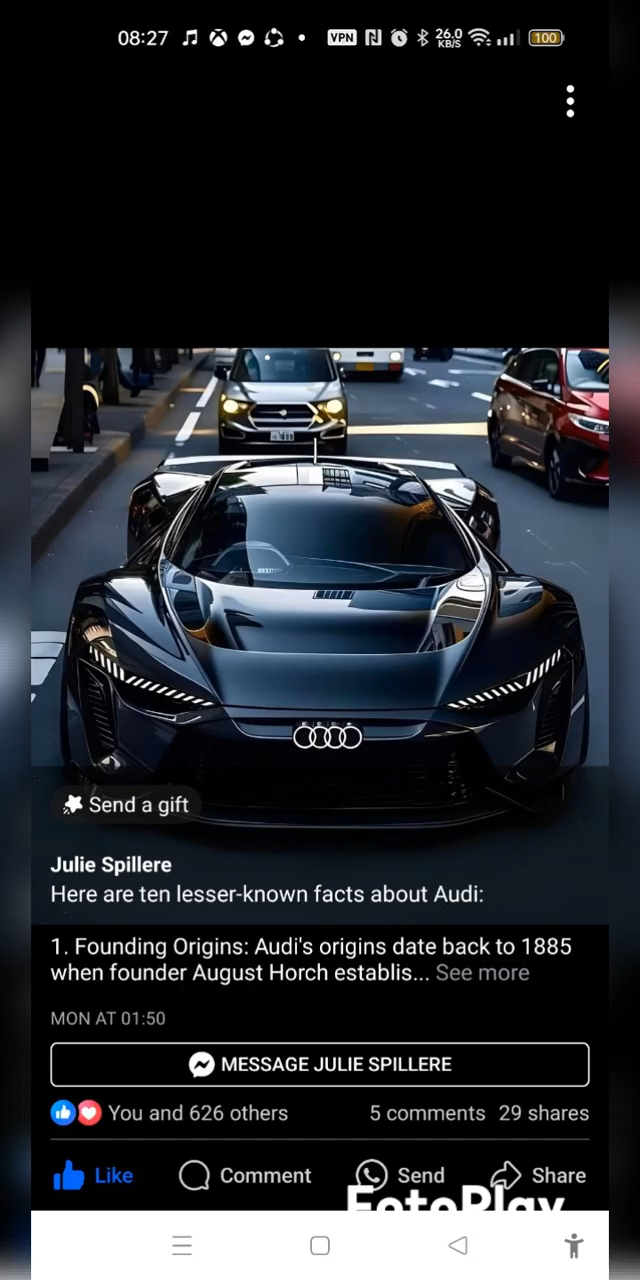 08:27
VPN
26.0
KB/S
100
Send a gift
Julie Spillere
Here are ten lesser-known facts about Audi:
1. Founding Origins: Audi's origins date back to 1885
when founder August Horch establis... See more
MON AT 01:50
MESSAGE JULIE SPILLERE
You and 626 others 5 comments 29 shares
Like Comment Send Share
FotoPlay